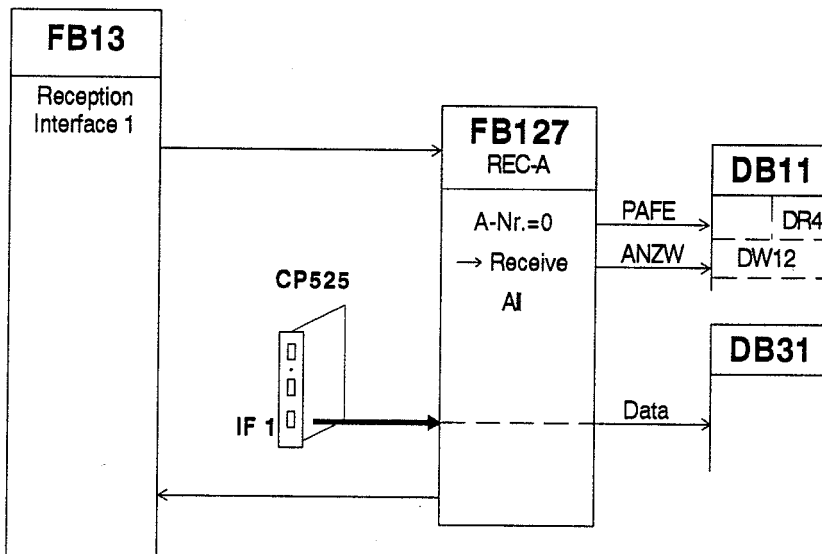 FB13
Reception
Interface 1
FB127
REC-A
A-Nr.=0
→ Receive
All
PAFE
ANZW
DB11
DR4
DW12
CP525
IF 1
DB31
Data